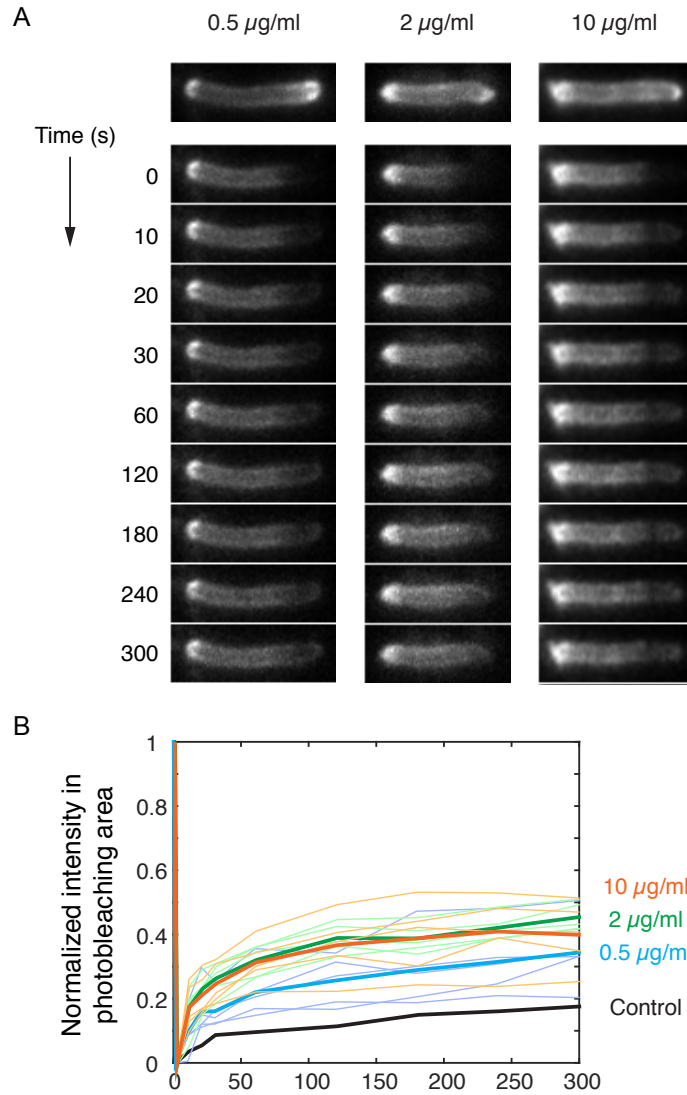 A
0.5 µg/ml 2 µg/ml 10 µg/ml
Time (s)
0
10
20
30
60
120
180
240
300
B
1
0.8
0.6
0.4
0.2
0
Normalized intensity in
photobleaching area
10 µg/ml
2 µg/ml
0.5 µg/m
Control
0 50 100 150 200 250 300